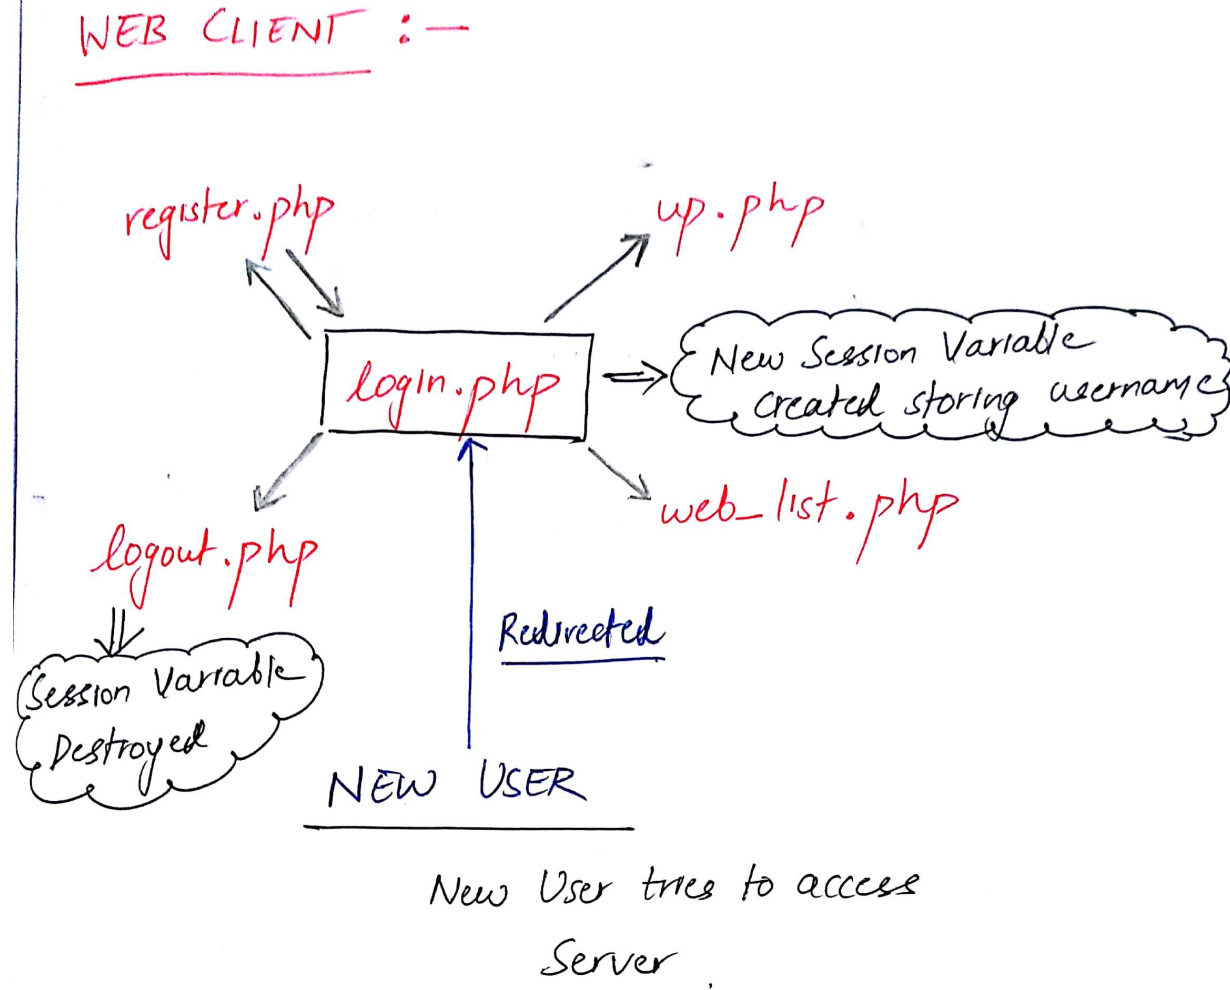 WEB CLIENT :-
register.php
up.php
login.php
New Session Variable
created storing username
web_list.php
logout.php
Redirected
Session Variable
Destroyed
NEW USER
New User tries to access
Server.